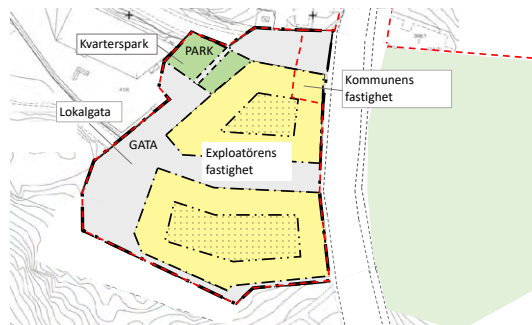 Kvarterspark
PARK
Kommunens
fastighet
Lokalgata
GATA
Exploatörens
fastighet